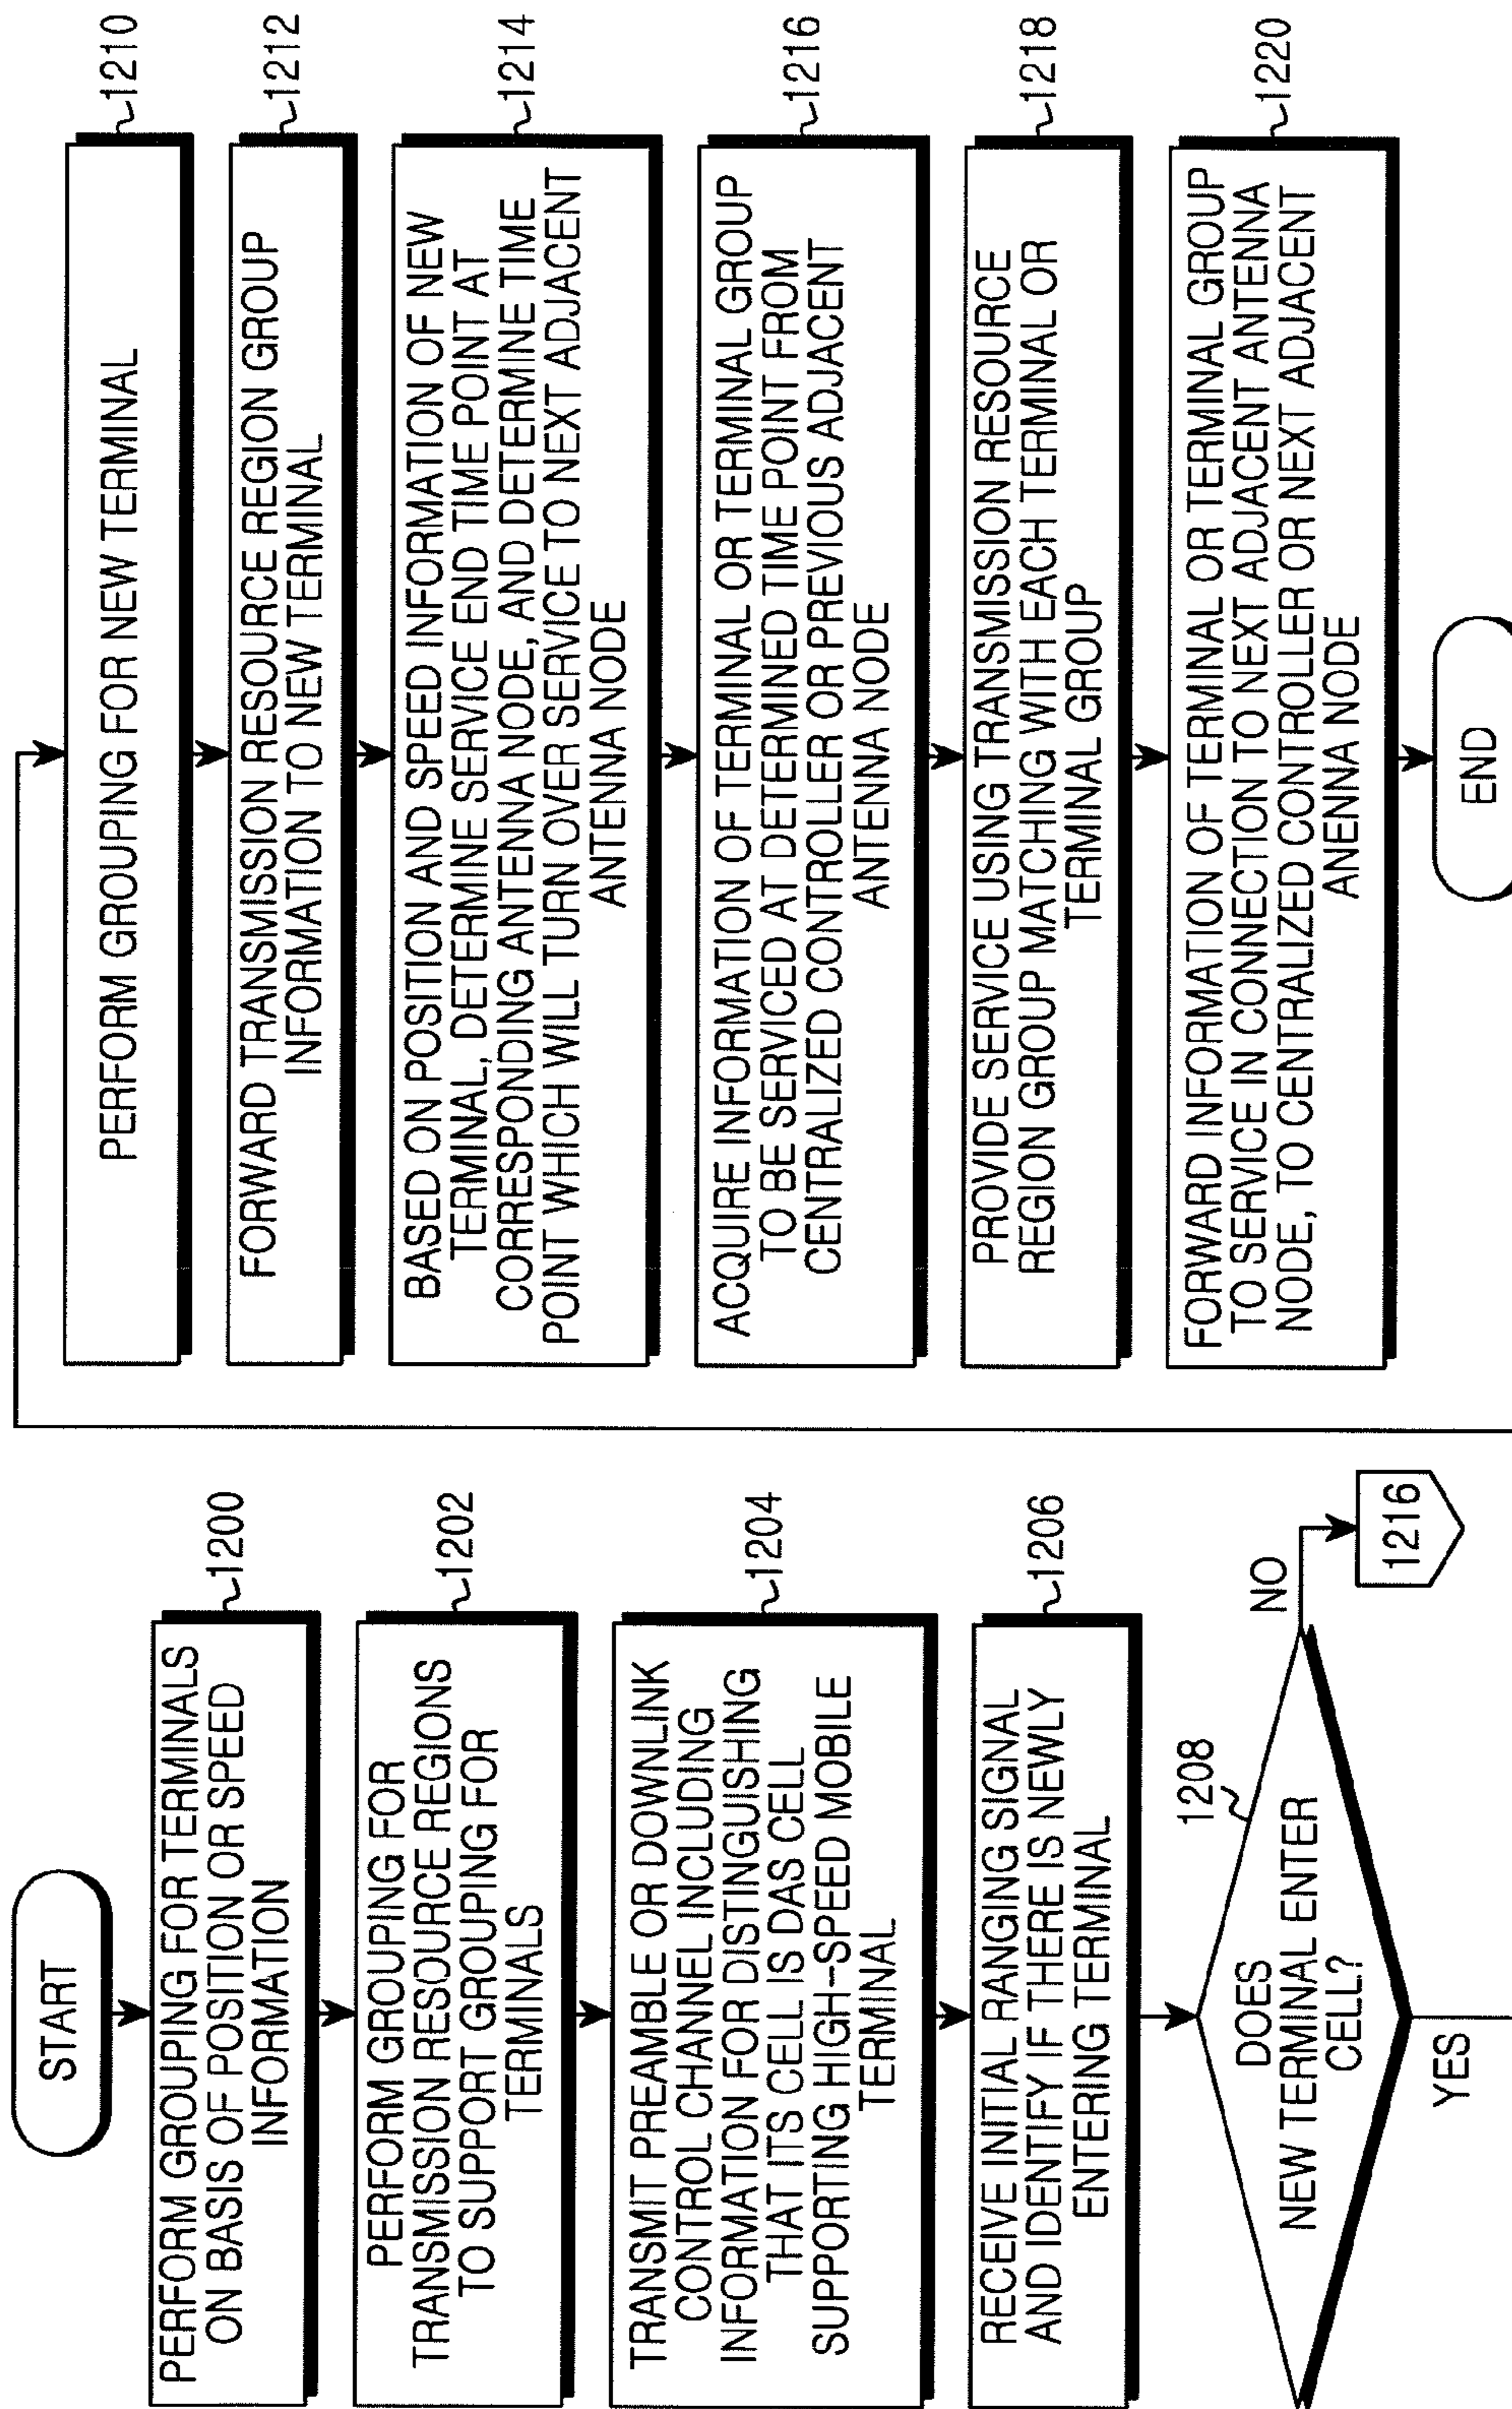 START
PERFORM GROUPING FOR TERMINALS
ON BASIS OF POSITION OR SPEED
INFORMATION
1200
PERFORM GROUPING FOR
TRANSMISSION RESOURCE REGIONS
TO SUPPORT GROUPING FOR
TERMINALS
1202
TRANSMIT PREAMBLE OR DOWNLINK
CONTROL CHANNEL INCLUDING
INFORMATION FOR DISTINGUISHING
THAT ITS CELL IS DAS CELL
SUPPORTING HIGH-SPEED MOBILE
TERMINAL
1204
RECEIVE INITIAL RANGING SIGNAL
AND IDENTIFY IF THERE IS NEWLY
ENTERING TERMINAL
1206
1208
DOES
NEW TERMINAL ENTER
CELL?
NO
1216
YES
PERFORM GROUPING FOR NEW TERMINAL
1210
FORWARD TRANSMISSION RESOURCE REGION GROUP
INFORMATION TO NEW TERMINAL
1212
BASED ON POSITION AND SPEED INFORMATION OF NEW
TERMINAL, DETERMINE SERVICE END TIME POINT AT
CORRESPONDING ANTENNA NODE, AND DETERMINE TIME
POINT WHICH WILL TURN OVER SERVICE TO NEXT ADJACENT
ANTENNA NODE
1214
ACQUIRE INFORMATION OF TERMINAL OR TERMINAL GROUP
TO BE SERVICED AT DETERMINED TIME POINT FROM
CENTRALIZED CONTROLLER OR PREVIOUS ADJACENT
ANTENNA NODE
1216
PROVIDE SERVICE USING TRANSMISSION RESOURCE
REGION GROUP MATCHING WITH EACH TERMINAL OR
TERMINAL GROUP
1218
FORWARD INFORMATION OF TERMINAL OR TERMINAL GROUP
TO SERVICE IN CONNECTION TO NEXT ADJACENT ANTENNA
NODE, TO CENTRALIZED CONTROLLER OR NEXT ADJACENT
ANENNA NODE
1220
END